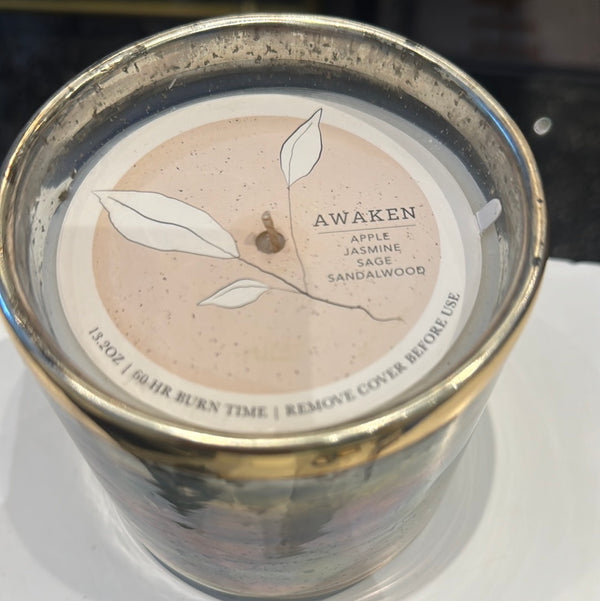 AWAKEN
APPLE
JASMINE
SAGE
SANDALWOOD
13.2OZ | 60 HR BURN TIME | REMOVE COVER BEFORE USE